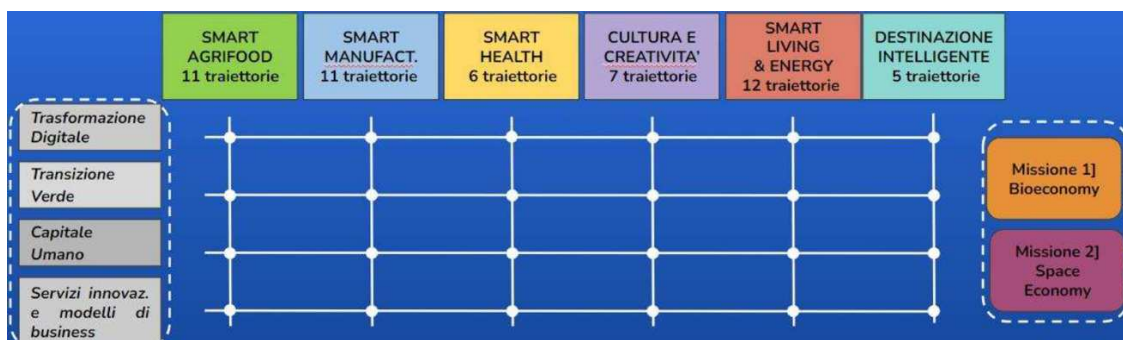 SMART
AGRIFOOD
11 traiettorie
SMART
MANUFACT.
11 traiettorie
SMART
HEALTH
6 traiettorie
CULTURA E
CREATIVITA'
7 traiettorie
SMART
LIVING
& ENERGY
12 traiettorie
DESTINAZIONE
INTELLIGENTE
5 traiettorie
Trasformazione
Digitale
Transizione
Verde
Capitale
Umano
Servizi innovaz.
e modelli di
business
Missione 1]
Bioeconomy
Missione 2]
Space
Economy